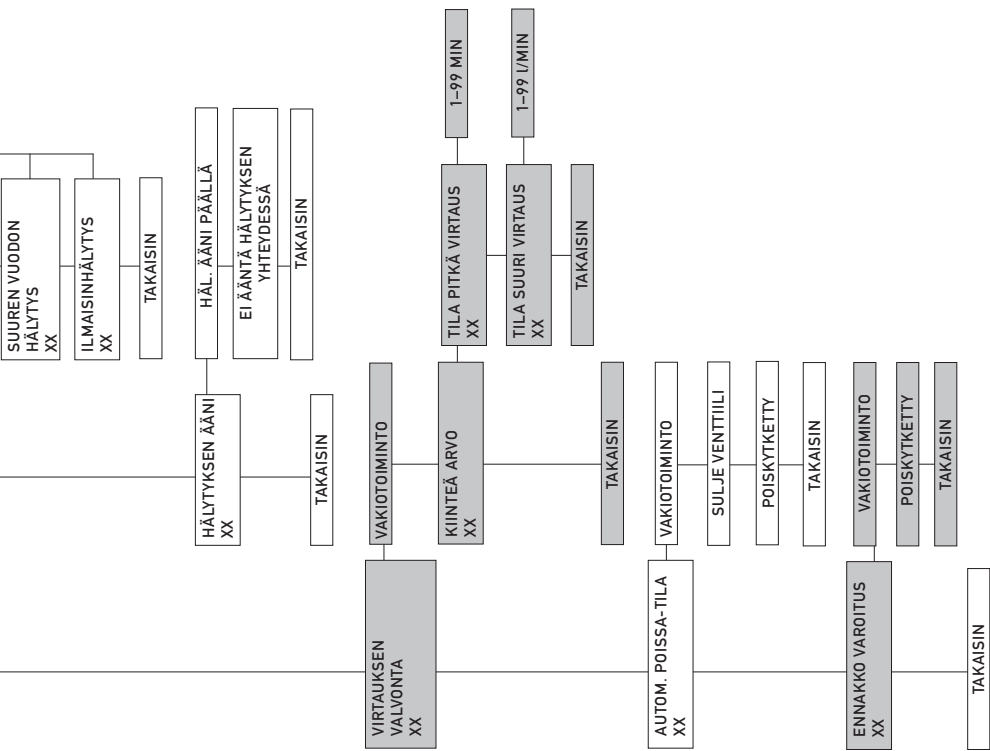 SUUREN VUODON
HÄLYTYS
XX
ILMAISINHÄLYTYS
XX
TAKAISIN
HÄLYTYKSEN ÄÄNI
XX
HÄL. ÄÄNI PÄÄLLÄ
EI ÄÄNTÄ HÄLYTYKSEN
YHTEYDESSÄ
TAKAISIN
TAKAISIN
VIRTAUKSEN
VALVONTA
XX
VAKIOTOIMINTO
KIINTEÄ ARVO
XX
TILA PITKÄ VIRTAUS
XX
1–99 MIN
TILA SUURI VIRTAUS
XX
1–99 l/MIN
TAKAISIN
TAKAISIN
AUTOM. POISSA-TILA
XX
VAKIOTOIMINTO
SULJE VENTTIILI
POISKYTKETTY
TAKAISIN
ENNAKKO VAROITUS
XX
VAKIOTOIMINTO
POISKYTKETTY
TAKAISIN
TAKAISIN